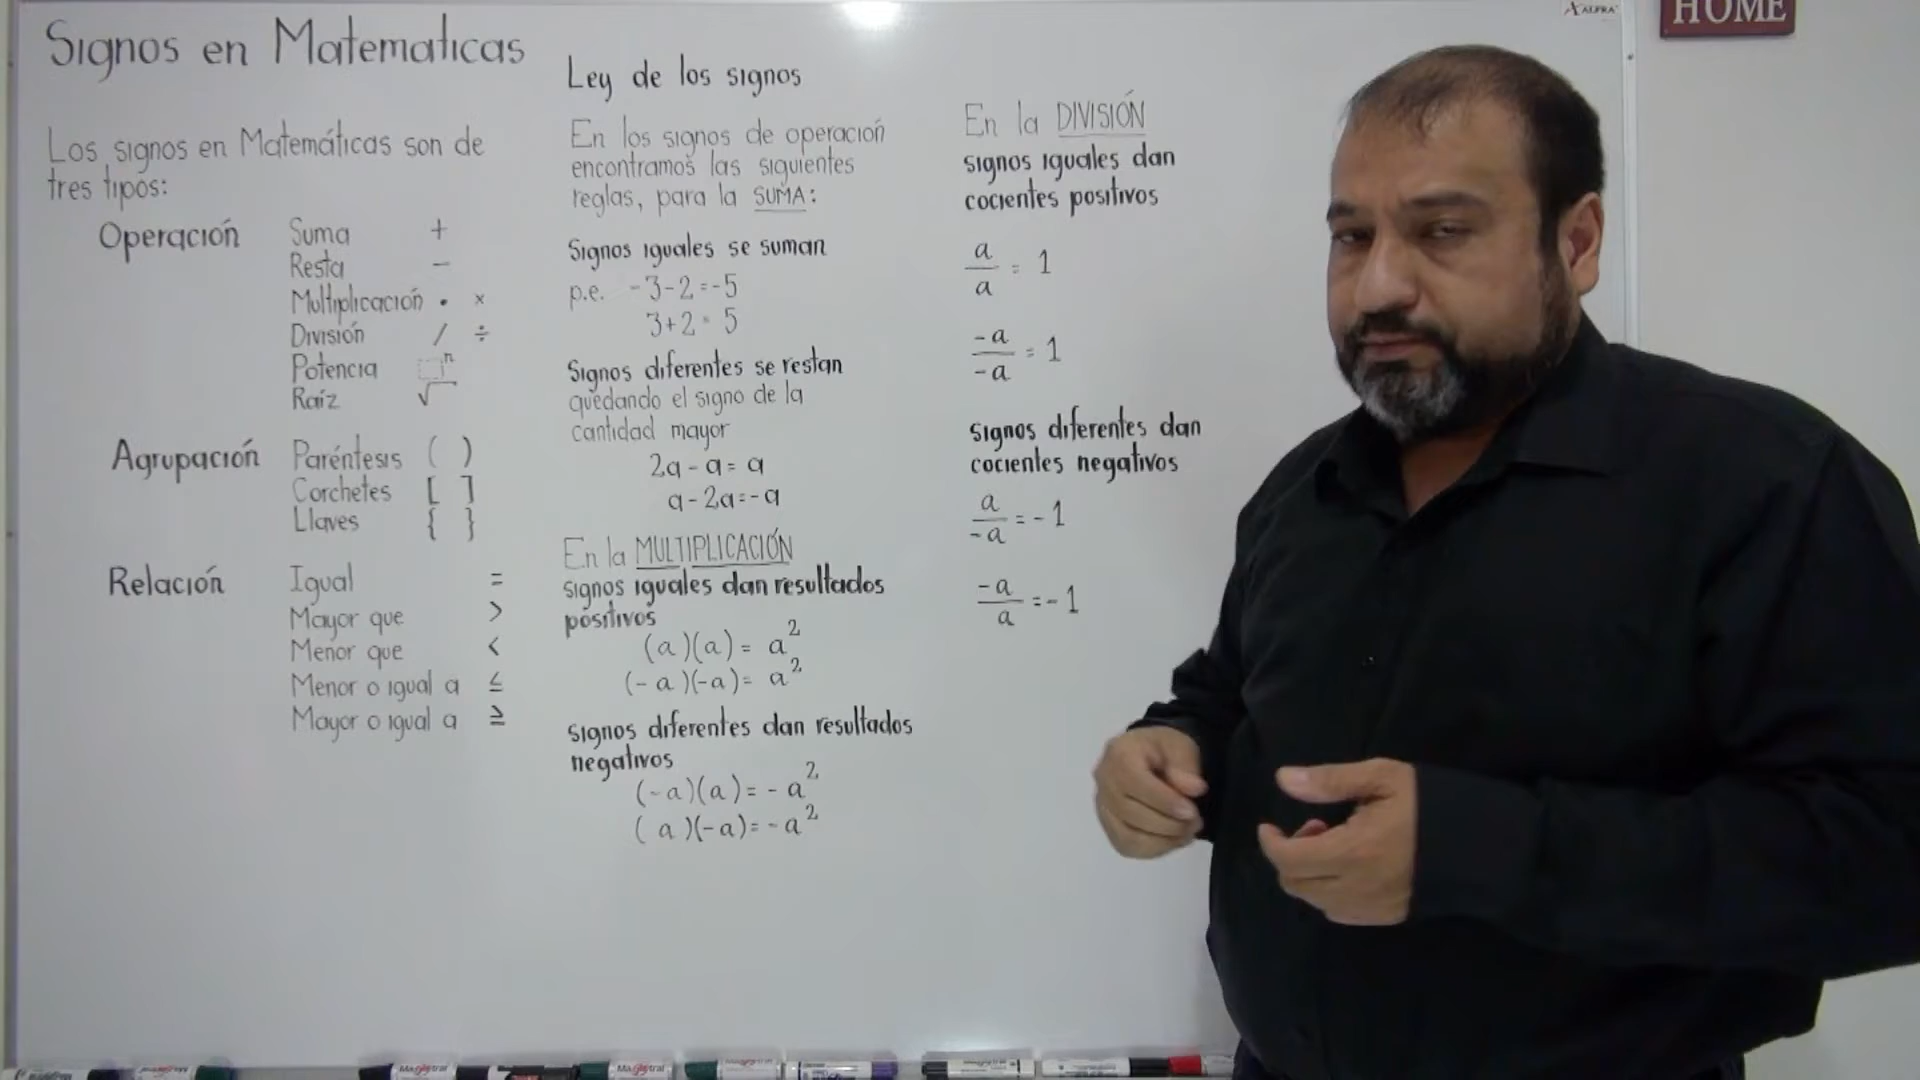 Signos en Matematicas
Los signos en Matemáticas son de
tres tipos:
Operación
Suma +
Resta -
Multiplicación • ×
División / ÷
Potencia □ⁿ
Raíz √
Agrupación
Paréntesis ( )
Corchetes [ ]
Llaves { }
Relación
Igual =
Mayor que >
Menor que <
Menor o igual a ≤
Mayor o igual a ≥
Ley de los signos
En los signos de operación
encontramos las siguientes
reglas, para la SUMA:
Signos iguales se suman
p.e. -3-2=-5
3+2=5
Signos diferentes se restan
quedando el signo de la
cantidad mayor
2a-a=a
a-2a=-a
En la MULTIPLICACIÓN
signos iguales dan resultados
positivos
(a)(a)=a²
(-a)(-a)=a²
signos diferentes dan resultados
negativos
(-a)(a)=-a²
(a)(-a)=-a²
En la DIVISIÓN
signos iguales dan
cocientes positivos
a/a = 1
-a/-a = 1
signos diferentes dan
cocientes negativos
a/-a = -1
-a/a = -1
ALFRA
HOME
Magistral
Magistral